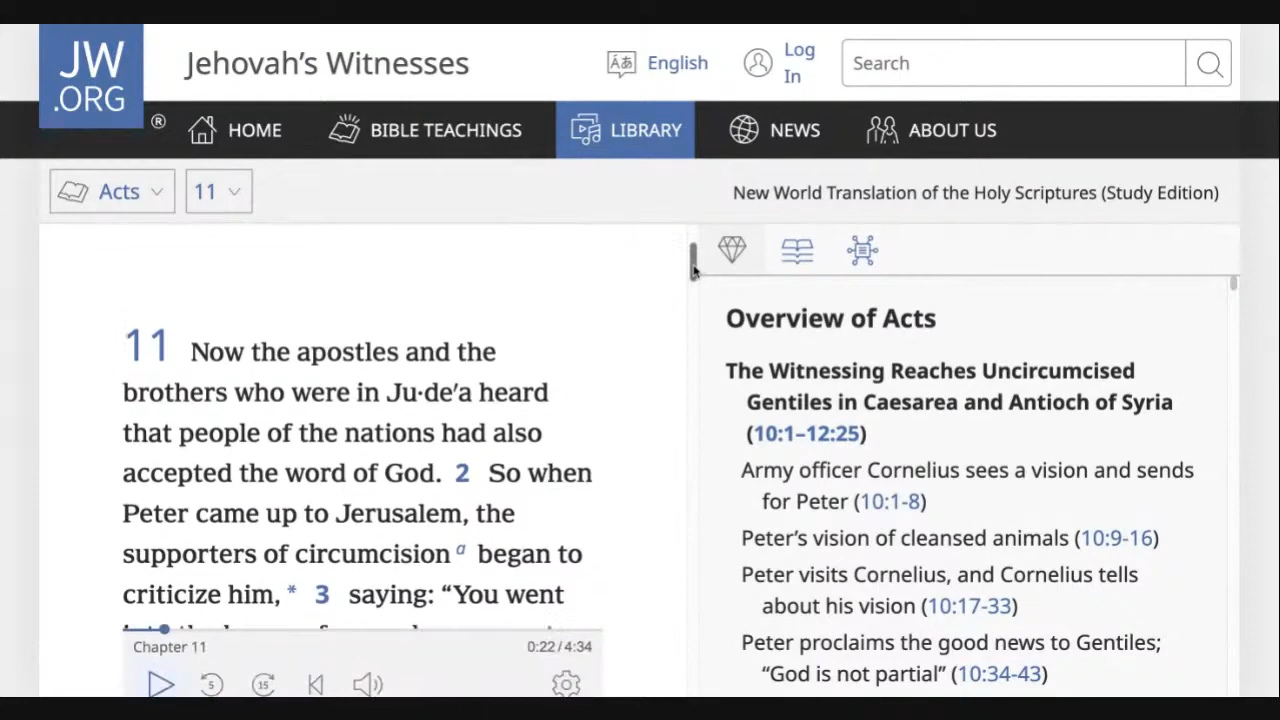 JW
.ORG
®
Jehovah's Witnesses
English
Log
In
Search
HOME
BIBLE TEACHINGS
LIBRARY
NEWS
ABOUT US
Acts
11
New World Translation of the Holy Scriptures (Study Edition)
11 Now the apostles and the
brothers who were in Ju·de′a heard
that people of the nations had also
accepted the word of God. 2 So when
Peter came up to Jerusalem, the
supporters of circumcision a began to
criticize him, * 3 saying: “You went
Chapter 11
0:22/4:34
5
15
Overview of Acts
The Witnessing Reaches Uncircumcised
Gentiles in Caesarea and Antioch of Syria
(10:1–12:25)
Army officer Cornelius sees a vision and sends
for Peter (10:1-8)
Peter’s vision of cleansed animals (10:9-16)
Peter visits Cornelius, and Cornelius tells
about his vision (10:17-33)
Peter proclaims the good news to Gentiles;
“God is not partial” (10:34-43)